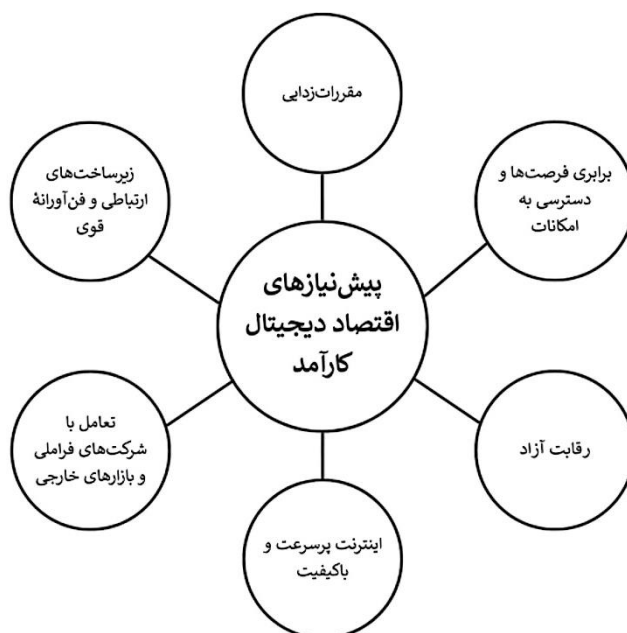 مقررات‌زدایی
برابری فرصت‌ها و
دسترسی به
امکانات
زیرساخت‌های
ارتباطی و فن‌آورانۀ
قوی
پیش‌نیازهای
اقتصاد دیجیتال
کارآمد
رقابت آزاد
تعامل با
شرکت‌های فراملی
و بازارهای خارجی
اینترنت پرسرعت و
باکیفیت